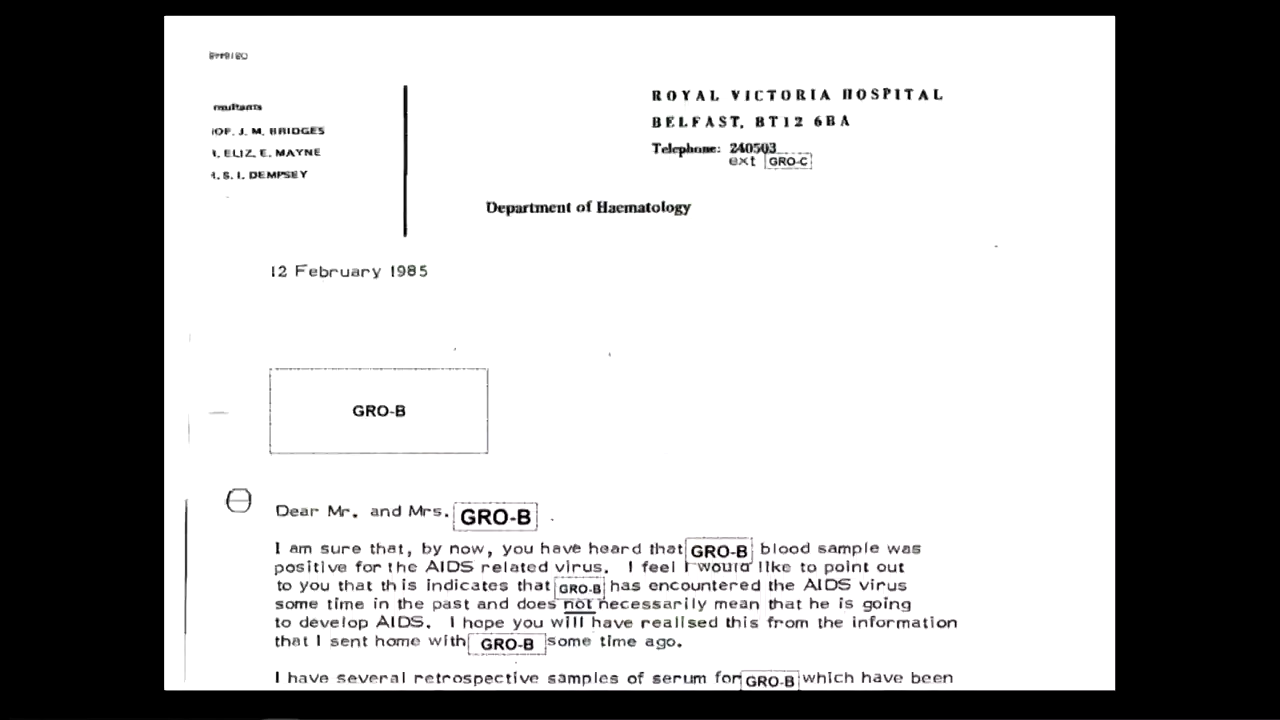 ROYAL VICTORIA HOSPITAL
BELFAST, BT12 6BA
Telephone: 240503
ext GRO-C
nsultants
OF. J. M. BRIDGES
. ELIZ. E. MAYNE
. S. I. DEMPSEY
Department of Haematology
12 February 1985
GRO-B
Dear Mr. and Mrs. GRO-B
I am sure that, by now, you have heard that GRO-B blood sample was
positive for the AIDS related virus. I feel I would like to point out
to you that this indicates that GRO-B has encountered the AIDS virus
some time in the past and does not necessarily mean that he is going
to develop AIDS. I hope you will have realised this from the information
that I sent home with GRO-B some time ago.
I have several retrospective samples of serum for GRO-B which have been